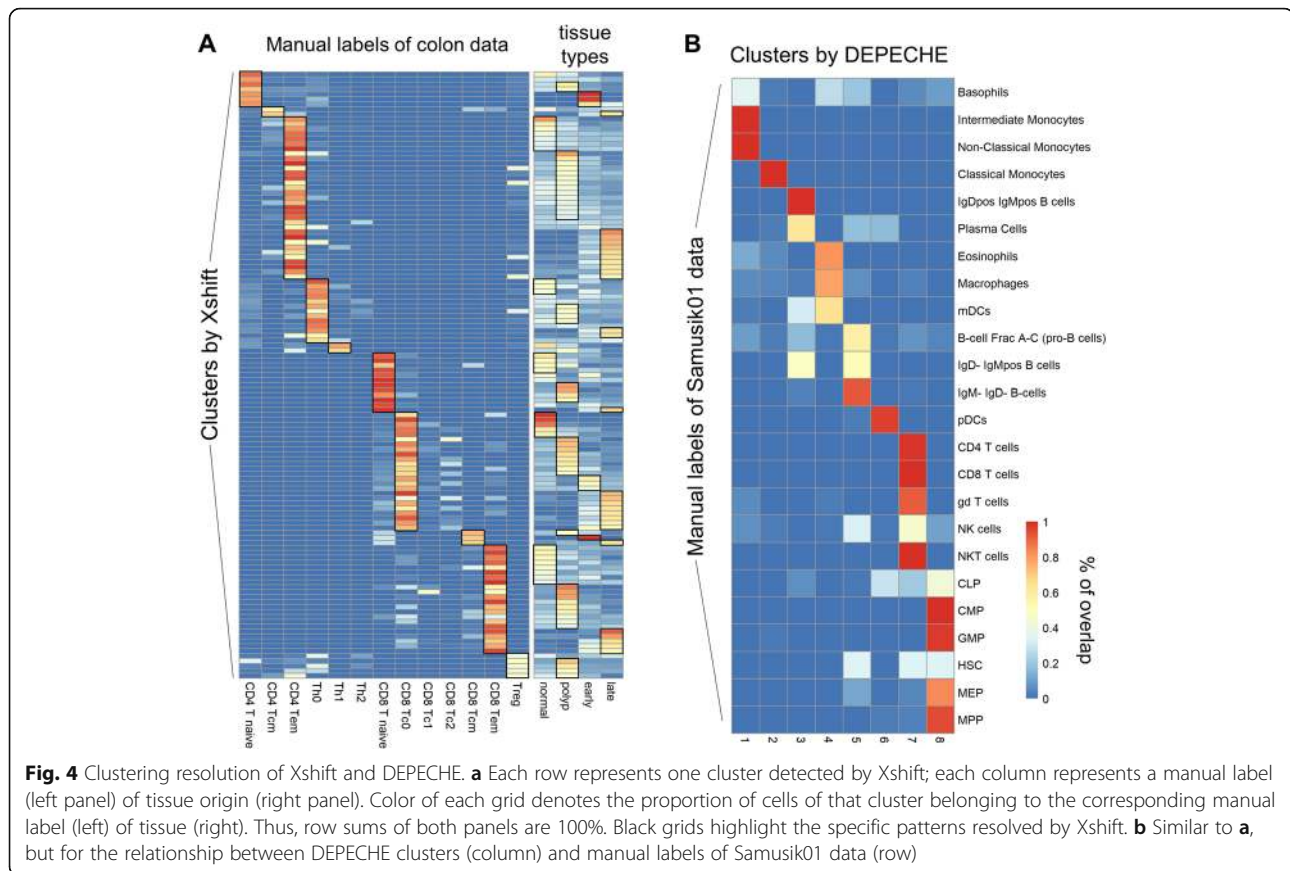 A
Manual labels of colon data
tissue
types
Clusters by Xshift
CD4 T naive
CD4 Tcm
CD4 Tem
Th0
Th1
Th2
CD8 T naive
CD8 Tc0
CD8 Tc1
CD8 Tc2
CD8 Tcm
CD8 Tem
Treg
normal
polyp
early
late
B
Clusters by DEPECHE
Manual labels of Samusik01 data
Basophils
Intermediate Monocytes
Non-Classical Monocytes
Classical Monocytes
IgDpos IgMpos B cells
Plasma Cells
Eosinophils
Macrophages
mDCs
B-cell Frac A-C (pro-B cells)
IgD- IgMpos B cells
IgM- IgD- B-cells
pDCs
CD4 T cells
CD8 T cells
gd T cells
NK cells
NKT cells
CLP
CMP
GMP
HSC
MEP
MPP
1
2
3
4
5
6
7
8
1
0.8
0.6
0.4
0.2
0
% of overlap
Fig. 4 Clustering resolution of Xshift and DEPECHE. a Each row represents one cluster detected by Xshift; each column represents a manual label
(left panel) of tissue origin (right panel). Color of each grid denotes the proportion of cells of that cluster belonging to the corresponding manual
label (left) of tissue (right). Thus, row sums of both panels are 100%. Black grids highlight the specific patterns resolved by Xshift. b Similar to a,
but for the relationship between DEPECHE clusters (column) and manual labels of Samusik01 data (row)